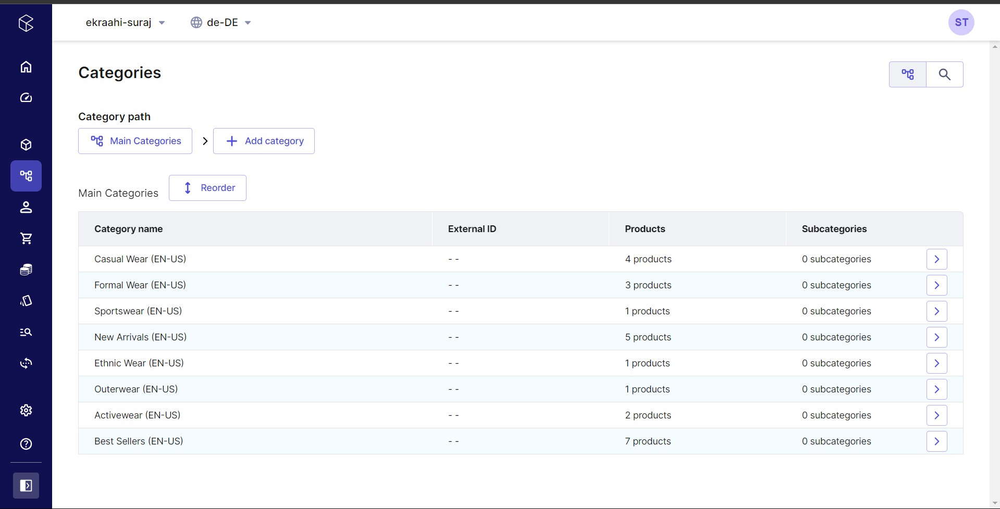 ekraahi-suraj de-DE ST
Categories
Category path
Main Categories Add category
Main Categories Reorder
Category name External ID Products Subcategories
Casual Wear (EN-US) - - 4 products 0 subcategories
Formal Wear (EN-US) - - 3 products 0 subcategories
Sportswear (EN-US) - - 1 products 0 subcategories
New Arrivals (EN-US) - - 5 products 0 subcategories
Ethnic Wear (EN-US) - - 1 products 0 subcategories
Outerwear (EN-US) - - 1 products 0 subcategories
Activewear (EN-US) - - 2 products 0 subcategories
Best Sellers (EN-US) - - 7 products 0 subcategories